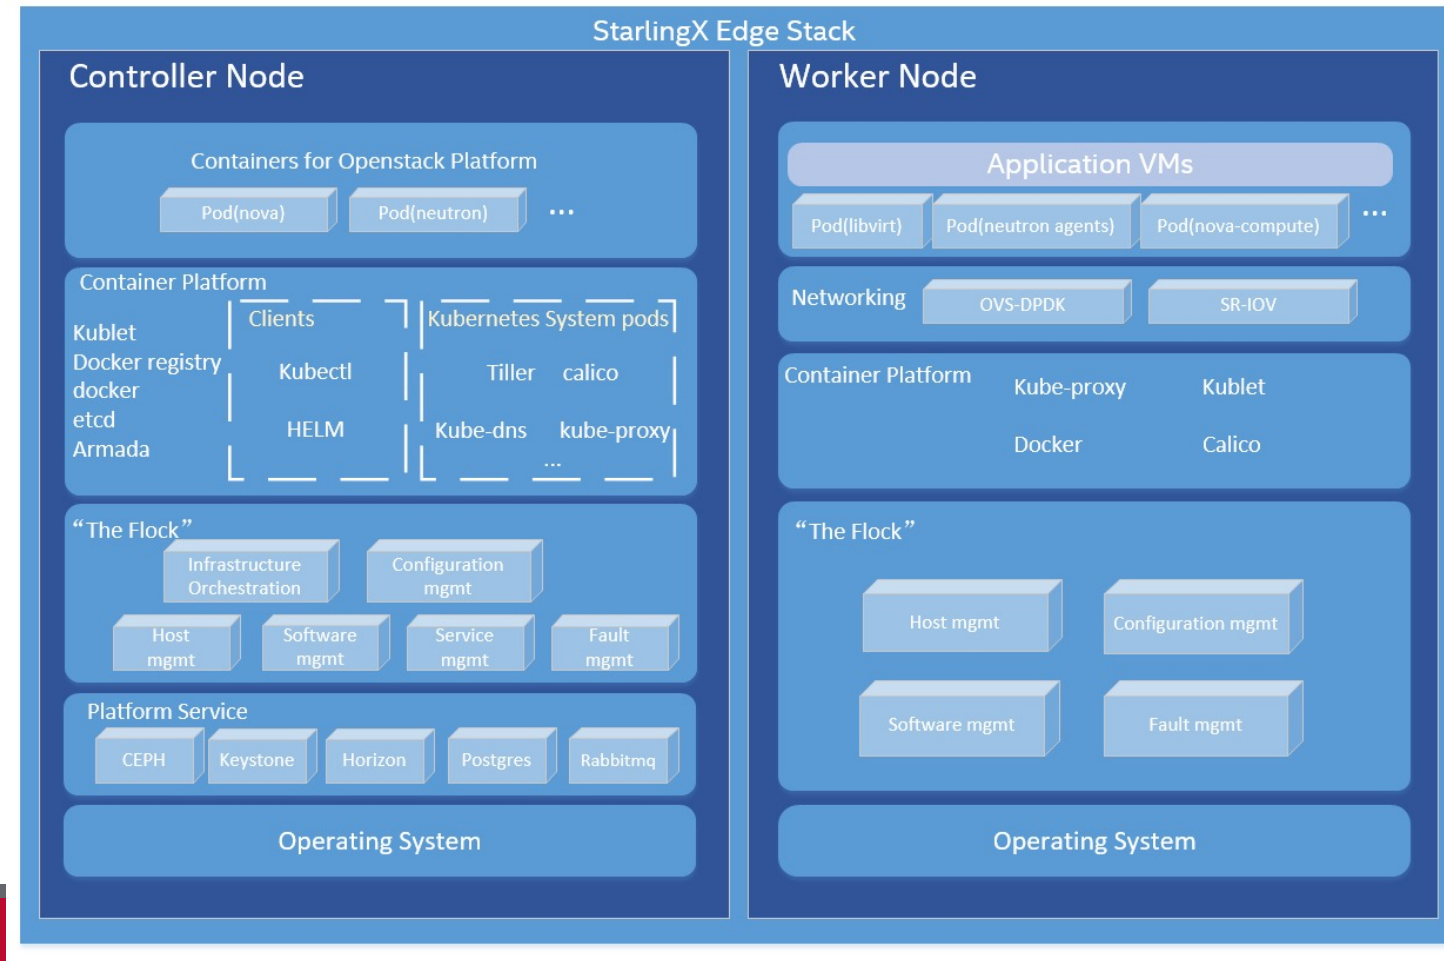 StarlingX Edge Stack
Controller Node
Containers for Openstack Platform
Pod(nova)
Pod(neutron)
...
Container Platform
Kublet
Docker registry
docker
etcd
Armada
Clients
Kubectl
HELM
Kubernetes System pods
Tiller calico
Kube-dns kube-proxy
...
“The Flock”
Infrastructure
Orchestration
Configuration
mgmt
Host
mgmt
Software
mgmt
Service
mgmt
Fault
mgmt
Platform Service
CEPH
Keystone
Horizon
Postgres
Rabbitmq
Operating System
Worker Node
Application VMs
Pod(libvirt)
Pod(neutron agents)
Pod(nova-compute)
...
Networking
OVS-DPDK
SR-IOV
Container Platform
Kube-proxy
Kublet
Docker
Calico
“The Flock”
Host mgmt
Configuration mgmt
Software mgmt
Fault mgmt
Operating System